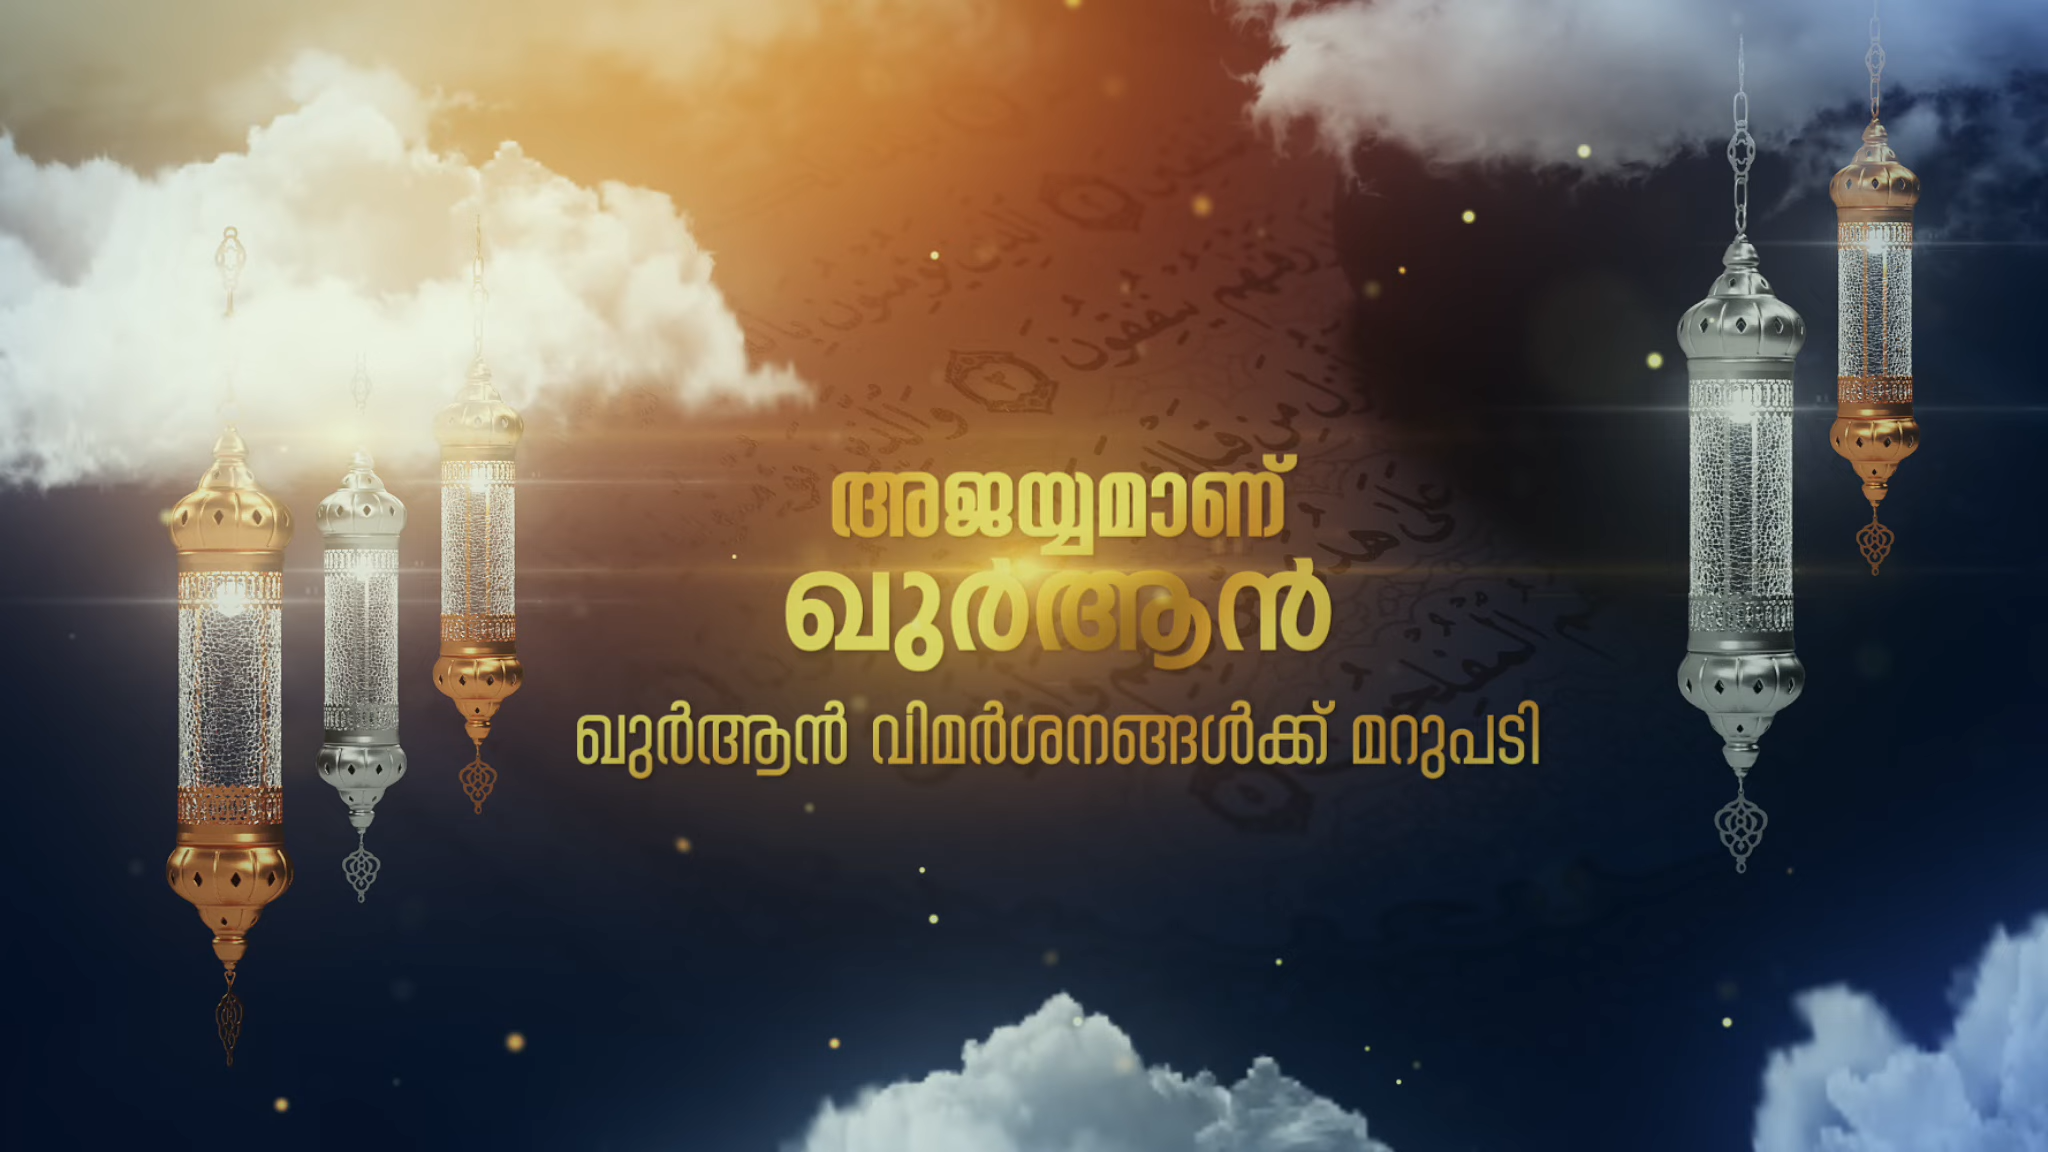 അജയ്യമാണ്
ഖുർആൻ
ഖുർആൻ വിമർശനങ്ങൾക്ക് മറുപടി